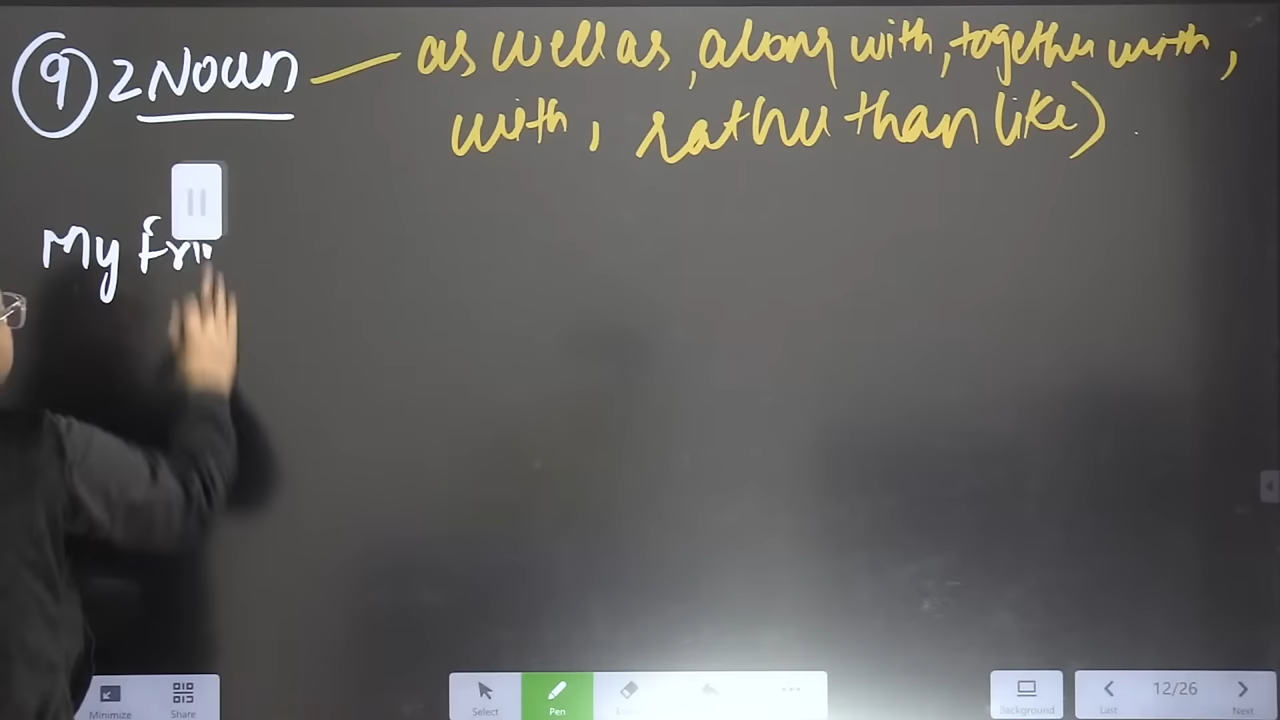 9 2 Noun — as well as, along with, together with,
with, rather than like)
My fri
Minimize
Share
Select
Pen
Background
Last
12/26
Next